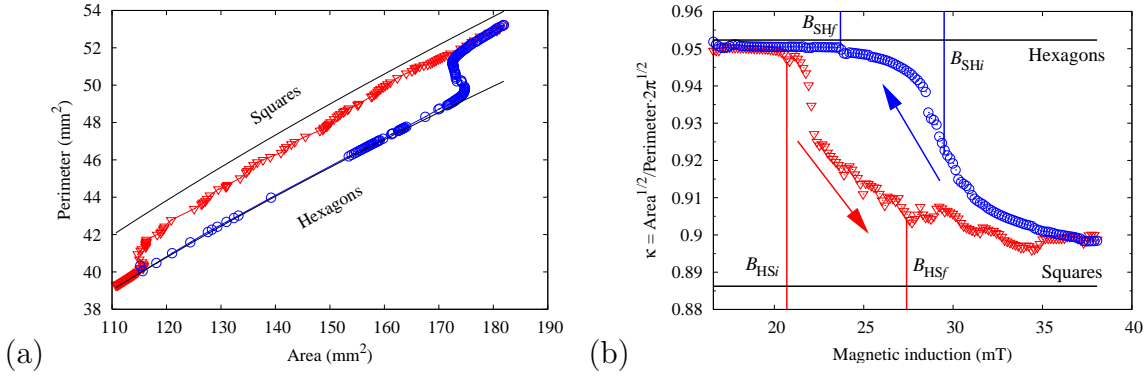 54
52
50
48
46
44
42
40
38
110
120
130
140
150
160
170
180
190
Perimeter (mm²)
Area (mm²)
Squares
Hexagons
(a)
0.96
0.95
0.94
0.93
0.92
0.91
0.9
0.89
0.88
20
25
30
35
40
κ = Area^1/2/Perimeter·2π^1/2
Magnetic induction (mT)
B_SHf
B_SHi
Hexagons
B_HSi
B_HSf
Squares
(b)